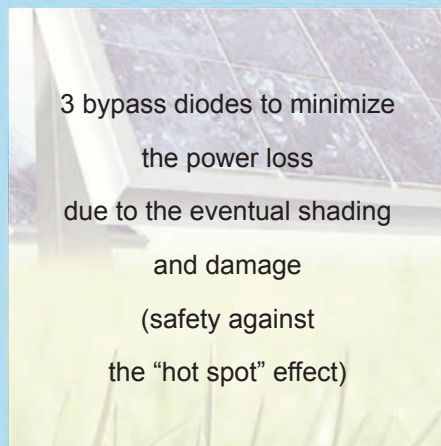 3 bypass diodes to minimize
the power loss
due to the eventual shading
and damage
(safety against
the “hot spot” effect)